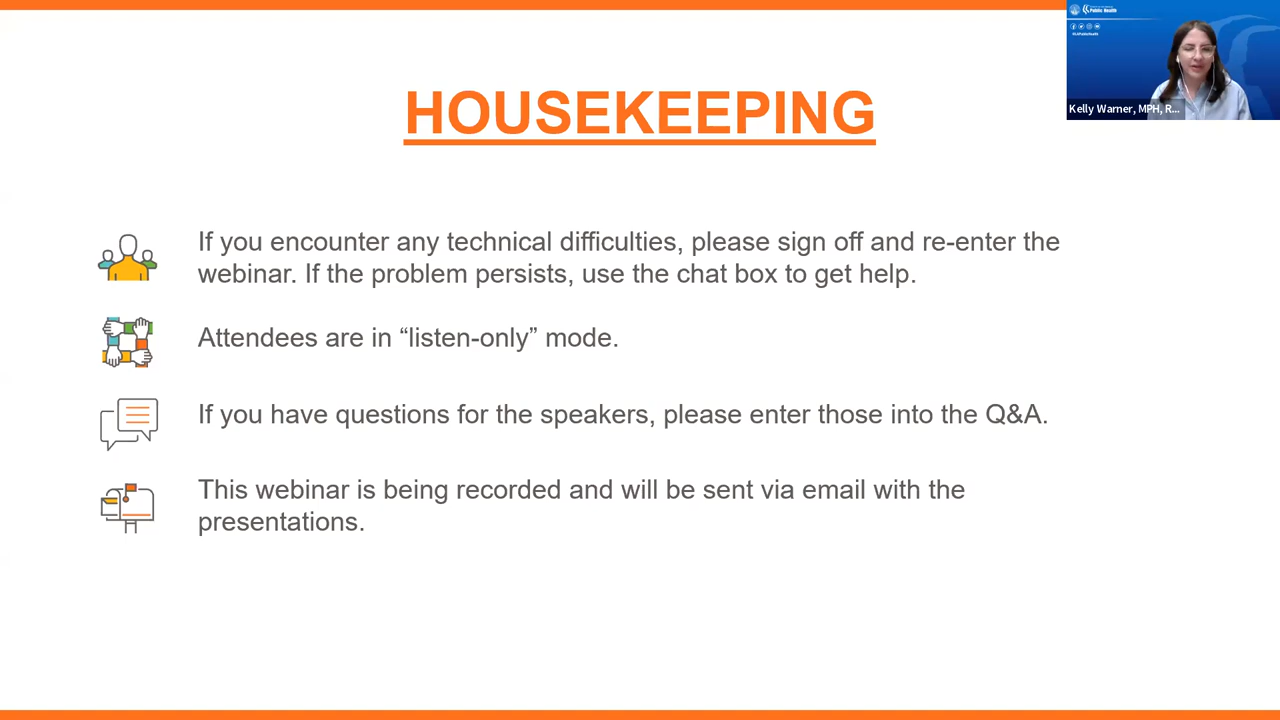 Public Health
HOUSEKEEPING
Kelly Warner, MPH, R...
If you encounter any technical difficulties, please sign off and re-enter the
webinar. If the problem persists, use the chat box to get help.
Attendees are in “listen-only” mode.
If you have questions for the speakers, please enter those into the Q&A.
This webinar is being recorded and will be sent via email with the
presentations.